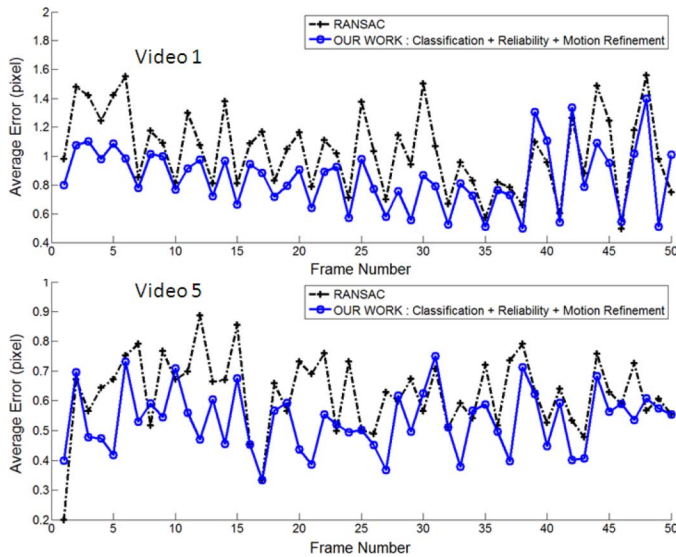 Video 1
RANSAC
OUR WORK : Classification + Reliability + Motion Refinement
Average Error (pixel)
2
1.8
1.6
1.4
1.2
1.0
0.8
0.6
0.4
0 5 10 15 20 25 30 35 40 45 50
Frame Number
Video 5
RANSAC
OUR WORK : Classification + Reliability + Motion Refinement
Average Error (pixel)
1
0.9
0.8
0.7
0.6
0.5
0.4
0.3
0.2
0 5 10 15 20 25 30 35 40 45 50
Frame Number